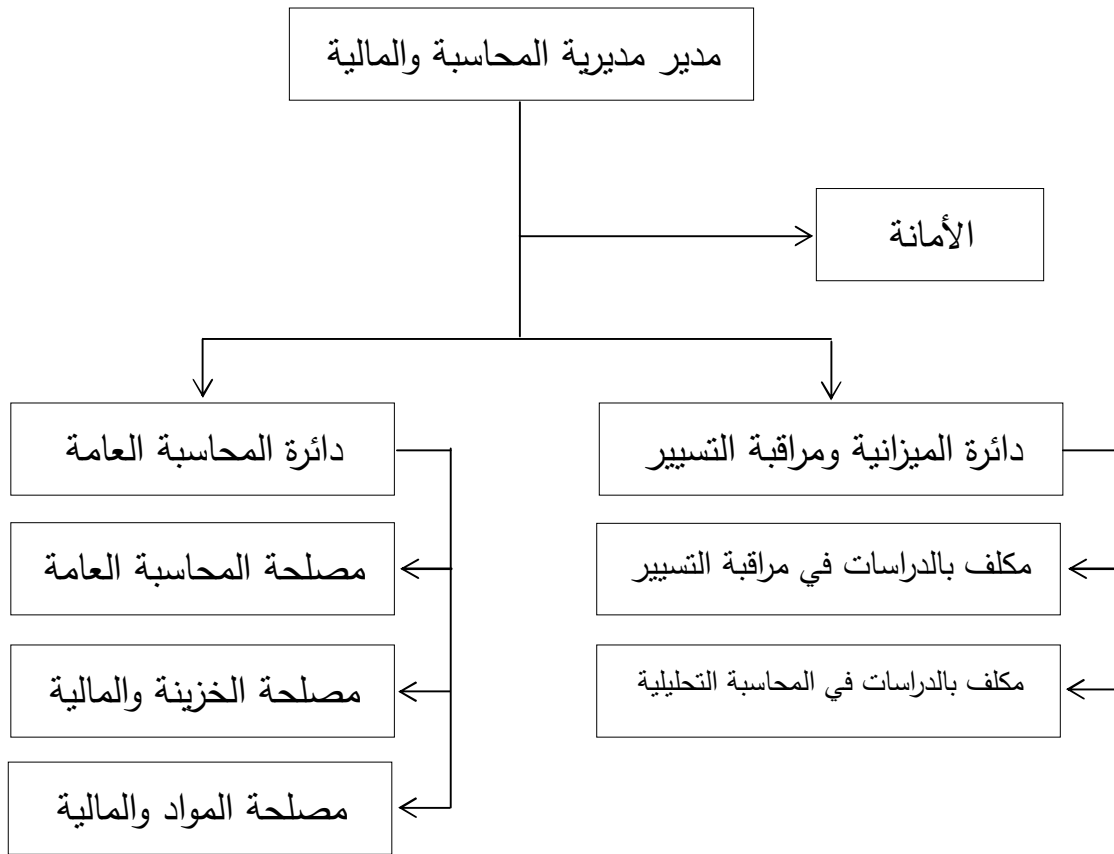 مدير مديرية المحاسبة والمالية
الأمانة
دائرة الميزانية ومراقبة التسيير
مكلف بالدراسات في مراقبة التسيير
مكلف بالدراسات في المحاسبة التحليلية
دائرة المحاسبة العامة
مصلحة المحاسبة العامة
مصلحة الخزينة والمالية
مصلحة المواد والمالية